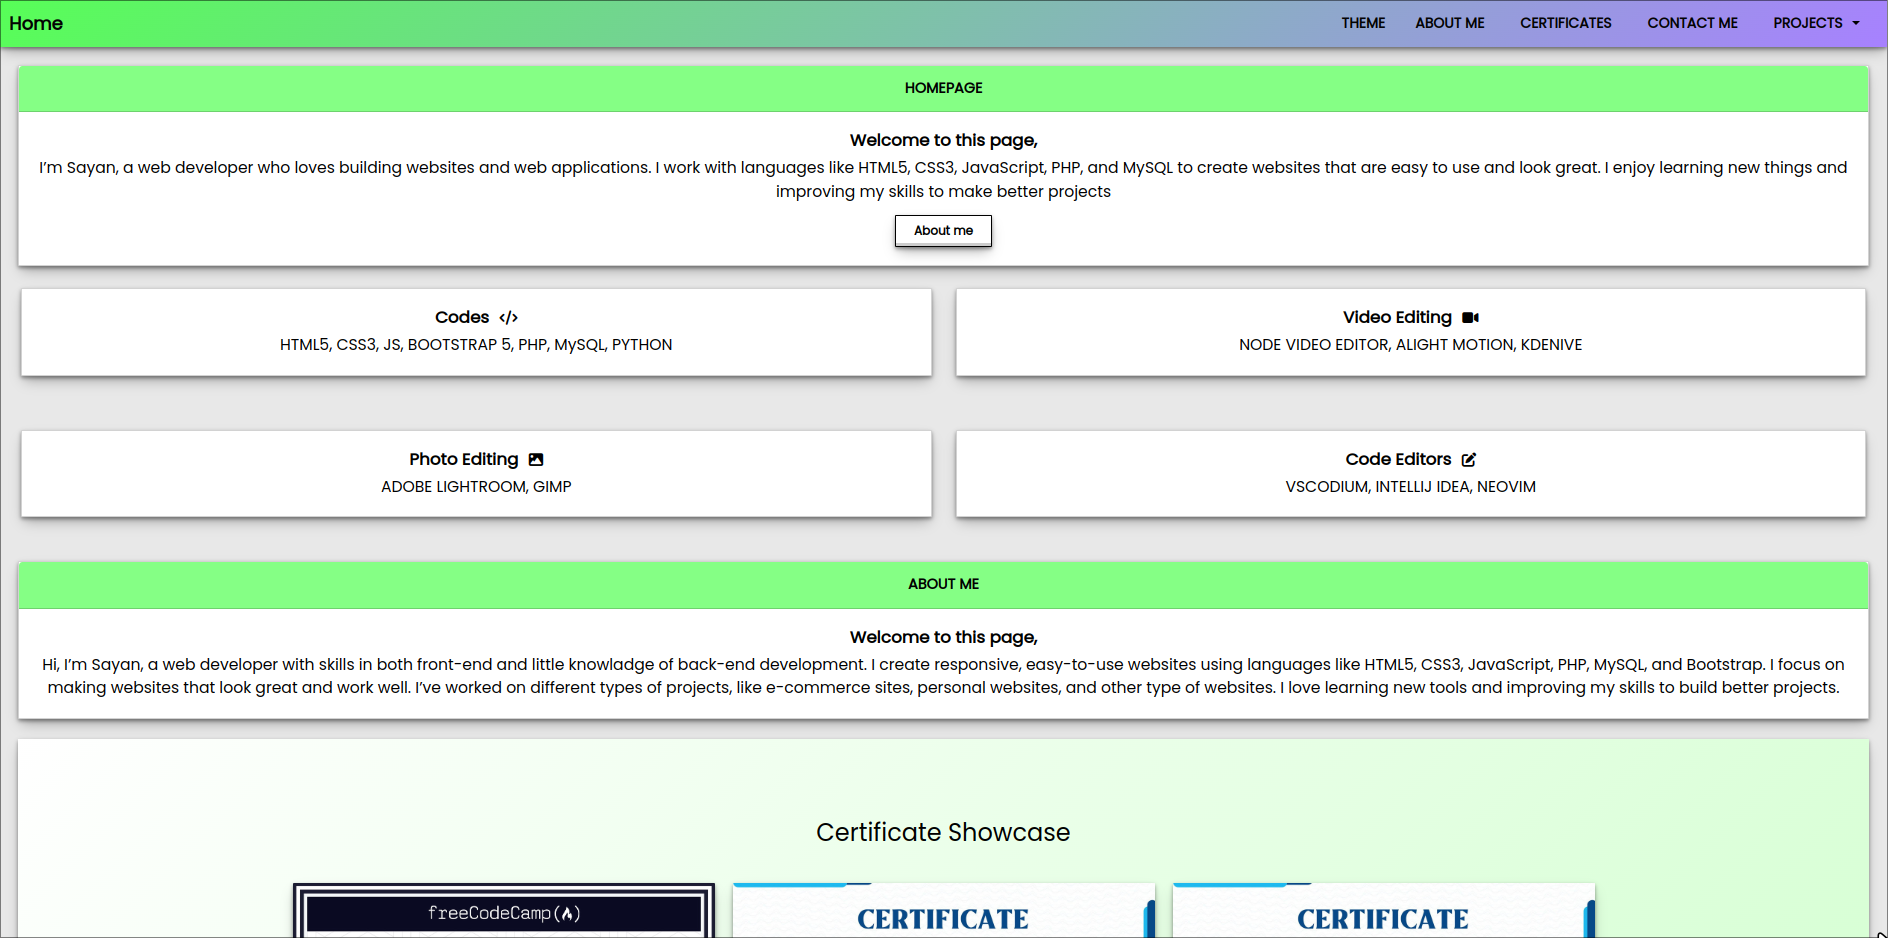 Home
THEME ABOUT ME CERTIFICATES CONTACT ME PROJECTS
HOMEPAGE
Welcome to this page,
I’m Sayan, a web developer who loves building websites and web applications. I work with languages like HTML5, CSS3, JavaScript, PHP, and MySQL to create websites that are easy to use and look great. I enjoy learning new things and
improving my skills to make better projects
About me
Codes </>
HTML5, CSS3, JS, BOOTSTRAP 5, PHP, MySQL, PYTHON
Video Editing
NODE VIDEO EDITOR, ALIGHT MOTION, KDENIVE
Photo Editing
ADOBE LIGHTROOM, GIMP
Code Editors
VSCODIUM, INTELLIJ IDEA, NEOVIM
ABOUT ME
Welcome to this page,
Hi, I’m Sayan, a web developer with skills in both front-end and little knowladge of back-end development. I create responsive, easy-to-use websites using languages like HTML5, CSS3, JavaScript, PHP, MySQL, and Bootstrap. I focus on
making websites that look great and work well. I’ve worked on different types of projects, like e-commerce sites, personal websites, and other type of websites. I love learning new tools and improving my skills to build better projects.
Certificate Showcase
freeCodeCamp
CERTIFICATE
CERTIFICATE